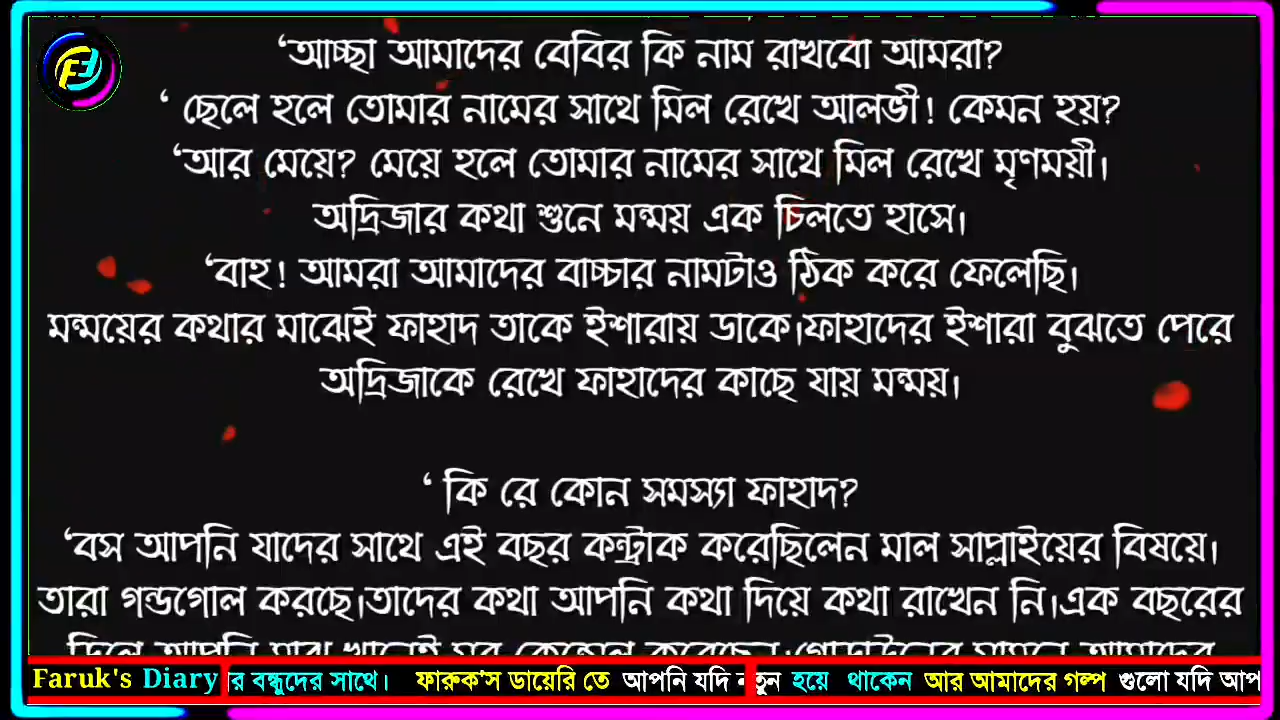 ‘আচ্ছা আমাদের বেবির কি নাম রাখবো আমরা?
‘ ছেলে হলে তোমার নামের সাথে মিল রেখে আলভী! কেমন হয়?
‘আর মেয়ে? মেয়ে হলে তোমার নামের সাথে মিল রেখে মৃণময়ী।
অদ্রিজার কথা শুনে মন্ময় এক চিলতে হাসে।
‘বাহ! আমরা আমাদের বাচ্চার নামটাও ঠিক করে ফেলেছি।
মন্ময়ের কথার মাঝেই ফাহাদ তাকে ইশারায় ডাকে।ফাহাদের ইশারা বুঝতে পেরে
অদ্রিজাকে রেখে ফাহাদের কাছে যায় মন্ময়।
‘ কি রে কোন সমস্যা ফাহাদ?
‘বস আপনি যাদের সাথে এই বছর কন্ট্রাক করেছিলেন মাল সাপ্লাইয়ের বিষয়ে।
তারা গন্ডগোল করছে।তাদের কথা আপনি কথা দিয়ে কথা রাখেন নি।এক বছরের
Faruk's Diary র বন্ধুদের সাথে। ফারুক'স ডায়েরি তে আপনি যদি নতুন হয়ে থাকেন আর আমাদের গল্প গুলো যদি আপ